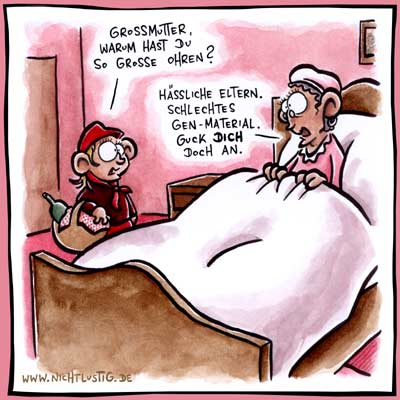 GROSSMUTTER,
WARUM HAST DU
SO GROSSE OHREN?
HÄSSLICHE ELTERN.
SCHLECHTES
GEN-MATERIAL.
GUCK DICH
DOCH AN.
WWW.NICHTLUSTIG.DE